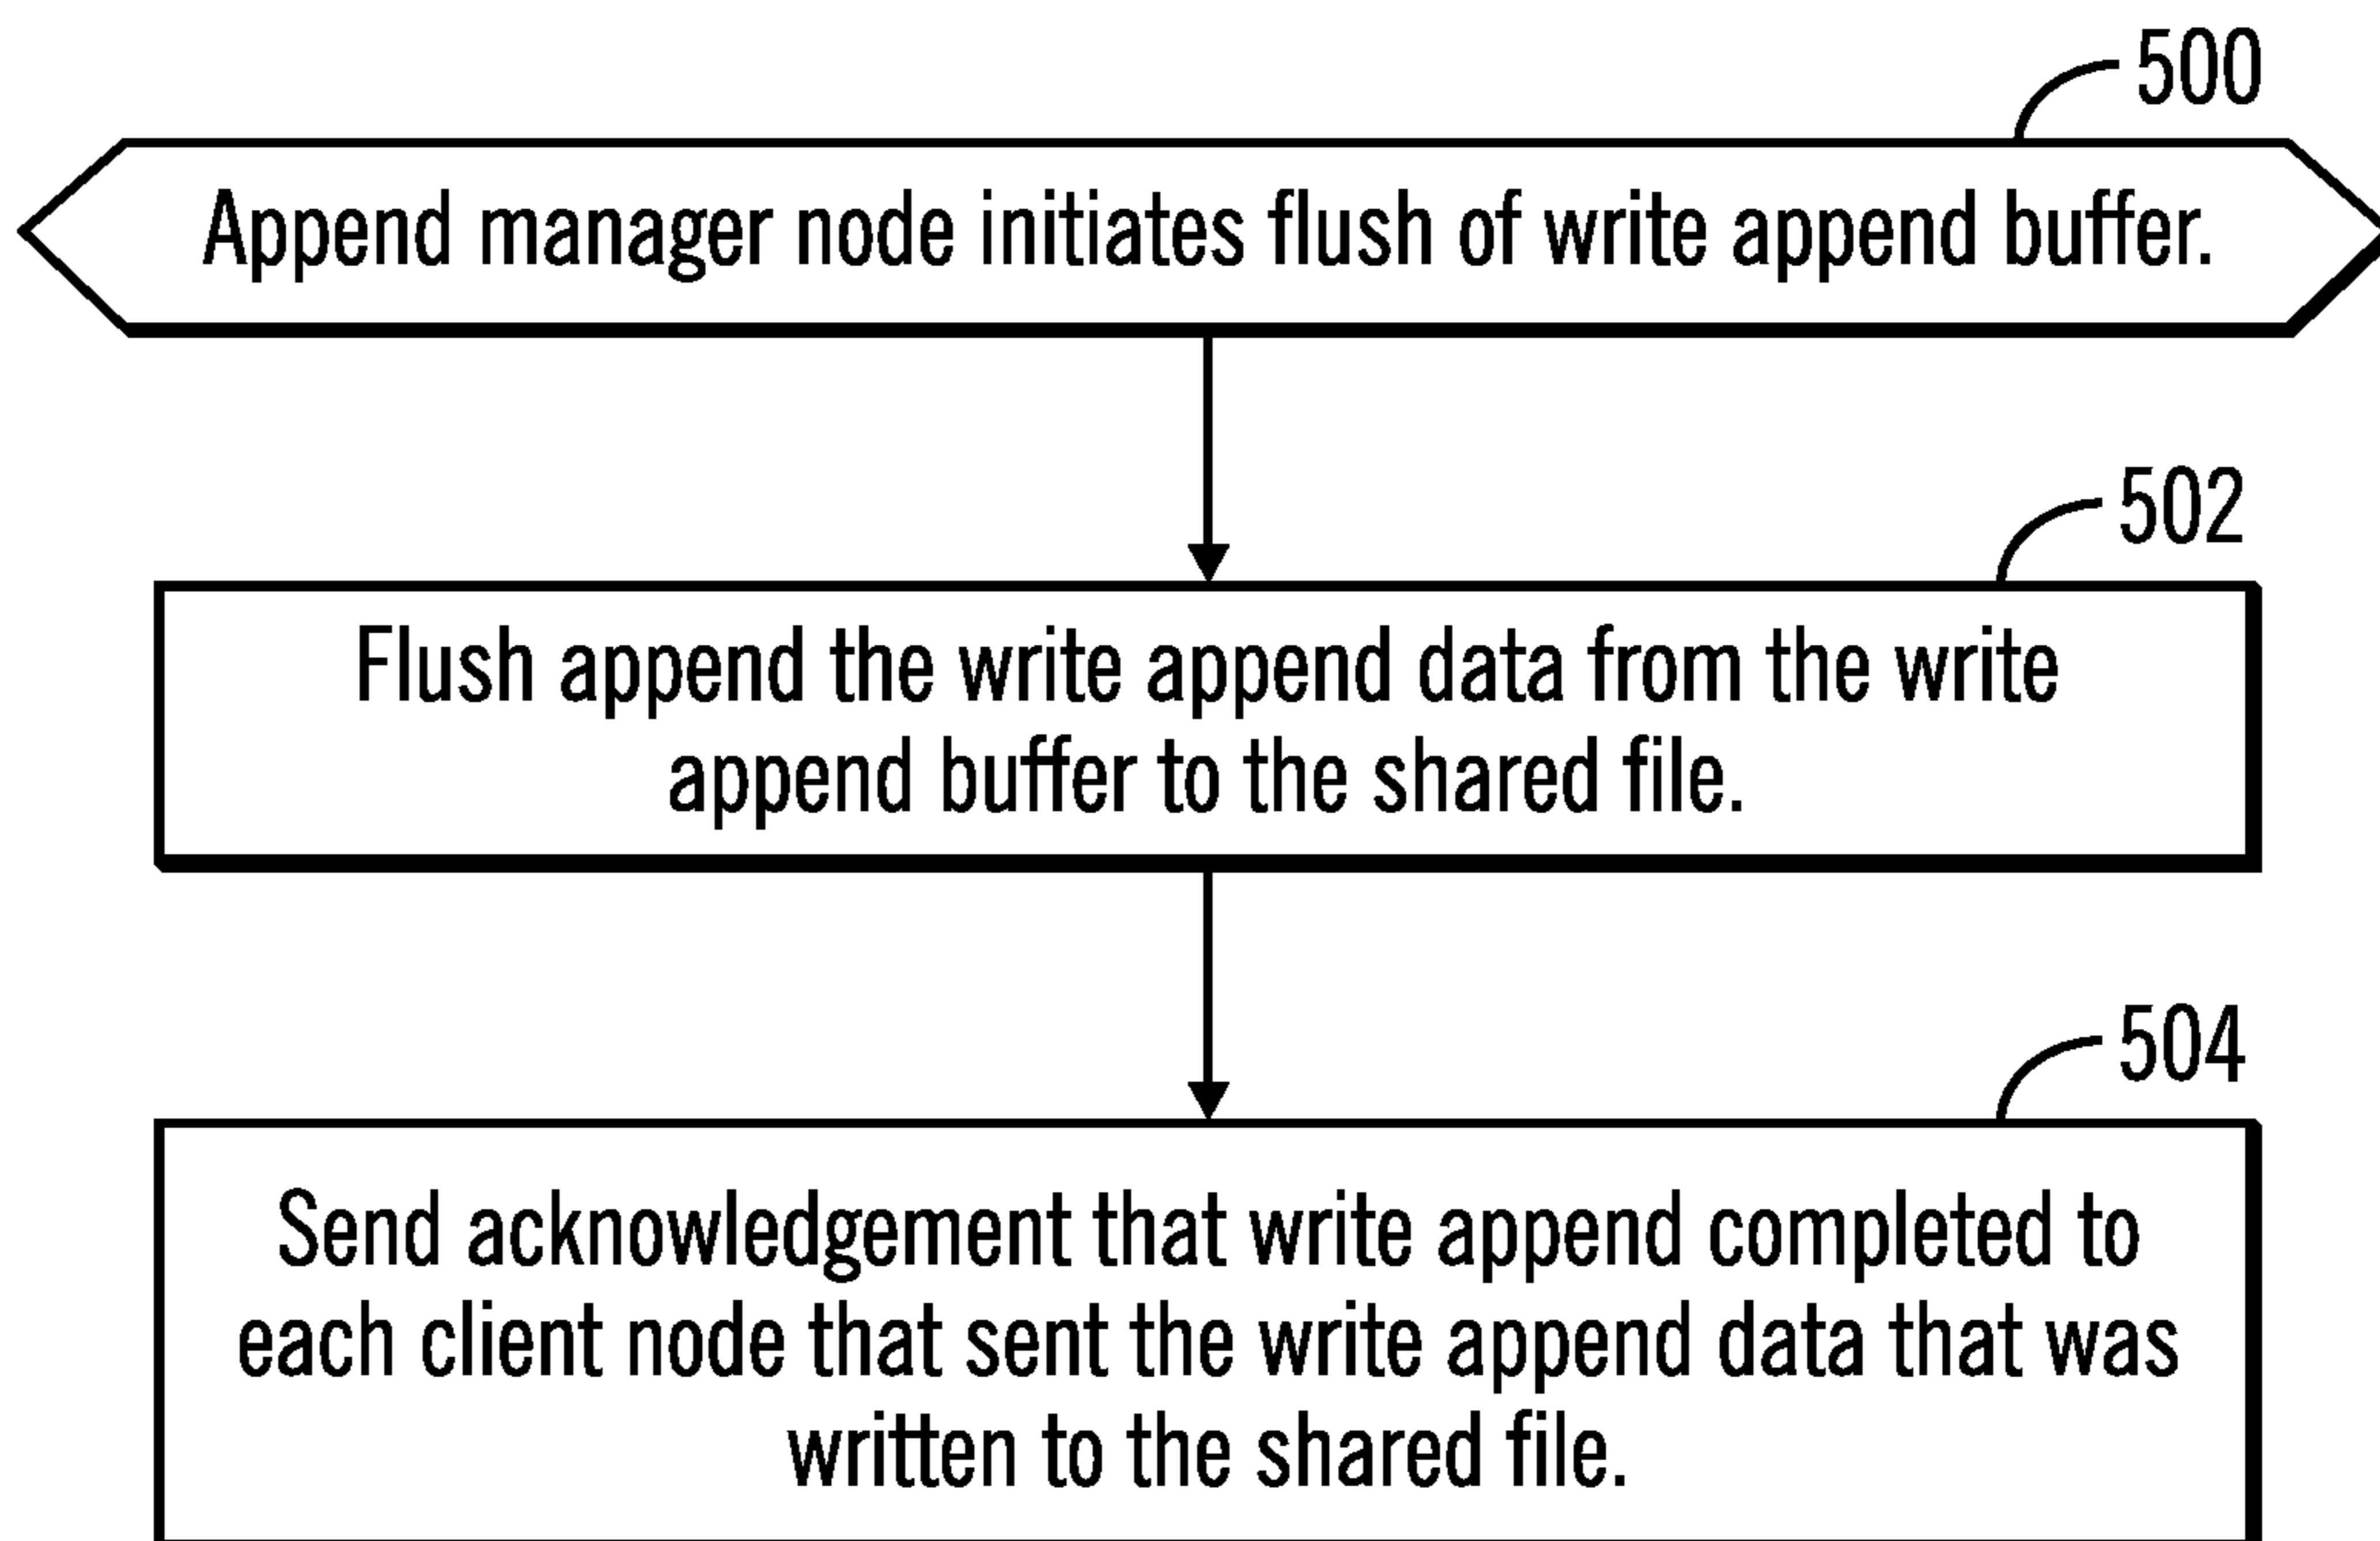 500
Append manager node initiates flush of write append buffer.
502
Flush append the write append data from the write
append buffer to the shared file.
504
Send acknowledgement that write append completed to
each client node that sent the write append data that was
written to the shared file.